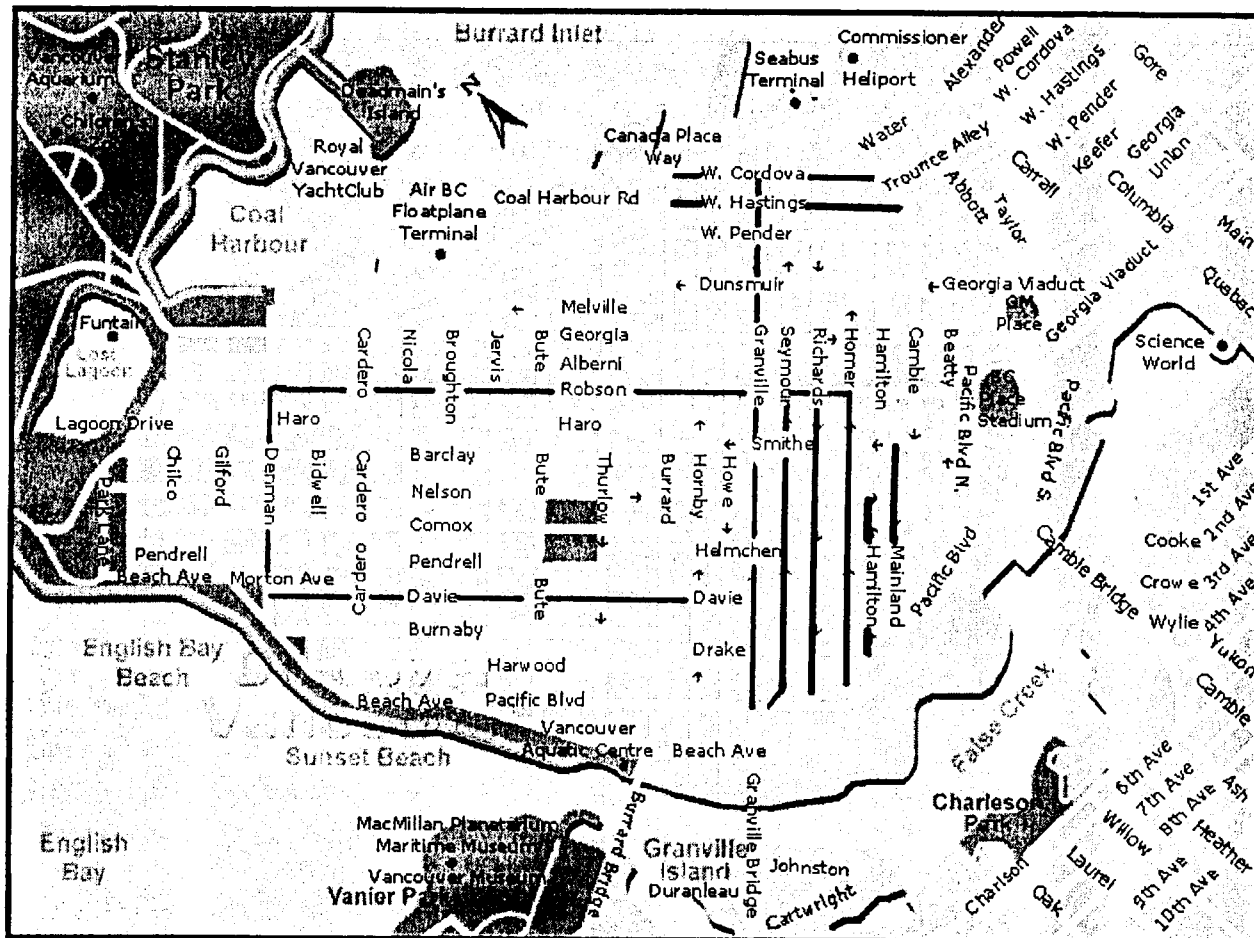 Burrard Inlet
Commissioner
Seabus
Terminal
Heliport
Alexander
Powell
W. Cordova
W. Hastings
W. Pender
Gore
Vancouver
Aquarium
Stanley
Park
Children's
zoo
Deadmain's
Island
N
Royal
Vancouver
YachtClub
Air BC
Floatplane
Terminal
Coal Harbour Rd
Canada Place
Way
W. Cordova
W. Hastings
W. Pender
Water
Trounce Alley
Abbott
Taylor
Carrall
Keefer
Georgia
Union
Columbia
Main
Quebac
Coal
Harbour
Dunsmuir
Georgia Viaduct
GM
Place
Georgia Viaduct
Science
World
Funtain
Lost
Lagoon
Lagoon Drive
Melville
Georgia
Alberni
Robson
Cardero
Nicola
Broughton
Jervis
Bute
Granville
Seymour
Richards
Homer
Hamilton
Cambie
Beatty
Pacific Blvd N.
Place
Stadium
Pacific Blvd S.
Haro
Haro
Smithe
Chilco
Gilford
Denman
Bidwell
Cardero
Barclay
Nelson
Comox
Pendrell
Bute
Thurlow
Burrard
Hornby
Howe
Park Lane
Pendrell
Beach Ave
Morton Ave
Cardero
Davie
Bute
Helmchen
Davie
Hamilton
Mainland
Pacific Blvd
Camble Bridge
1st Ave
2nd Ave
3rd Ave
4th Ave
Cooke
Crowe
Wylie
Yukon
Camble
Burnaby
Drake
English Bay
Beach
Harwood
Pacific Blvd
Beach Ave
Vancouver
Aquatic Centre
Beach Ave
Sunset Beach
False Creek
Charleson
Park
6th Ave
7th Ave
8th Ave
9th Ave
10th Ave
Ash
Heather
Willow
Laurel
Oak
Charlson
English
Bay
MacMillan Planetarium
Maritime Museum
Vancouver Museum
Vanier Park
Burrard Bridge
Granville
Island
Duranleau
Granville Bridge
Johnston
Cartwright